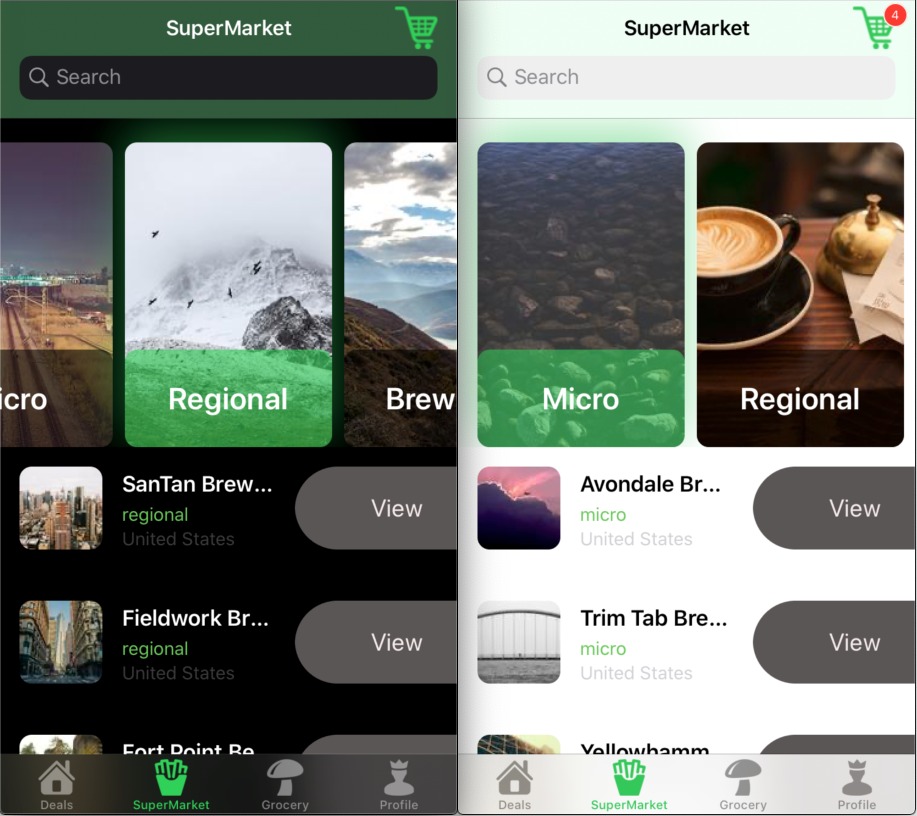 SuperMarket
Search
icro
Regional
Brew
SanTan Brew...
regional
United States
View
Fieldwork Br...
regional
United States
View
Fort Point Be
Deals
SuperMarket
Grocery
Profile
SuperMarket
4
Search
Micro
Regional
Avondale Br...
micro
United States
View
Trim Tab Bre...
micro
United States
View
Yellowhamm
Deals
SuperMarket
Grocery
Profile